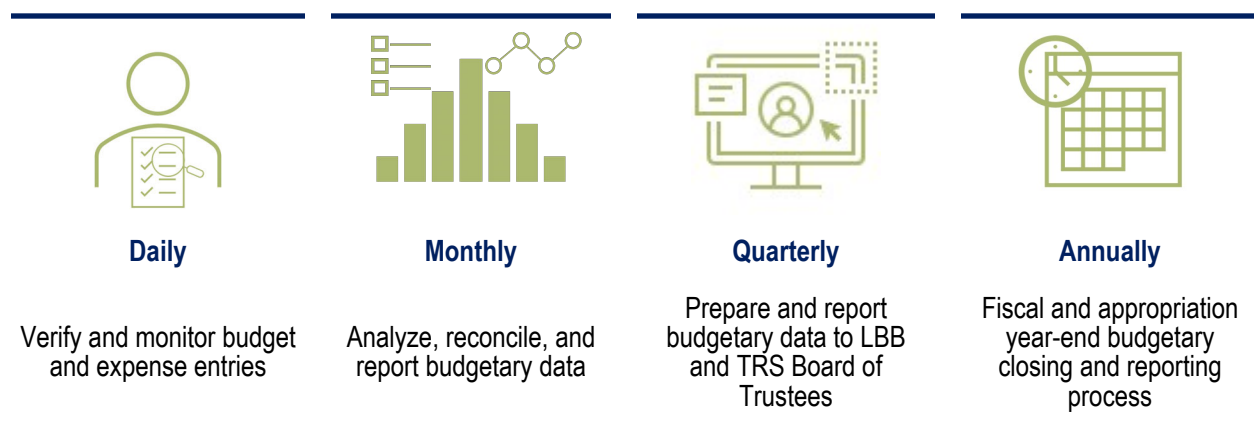 Daily
Verify and monitor budget
and expense entries
Monthly
Analyze, reconcile, and
report budgetary data
Quarterly
Prepare and report
budgetary data to LBB
and TRS Board of
Trustees
Annually
Fiscal and appropriation
year-end budgetary
closing and reporting
process